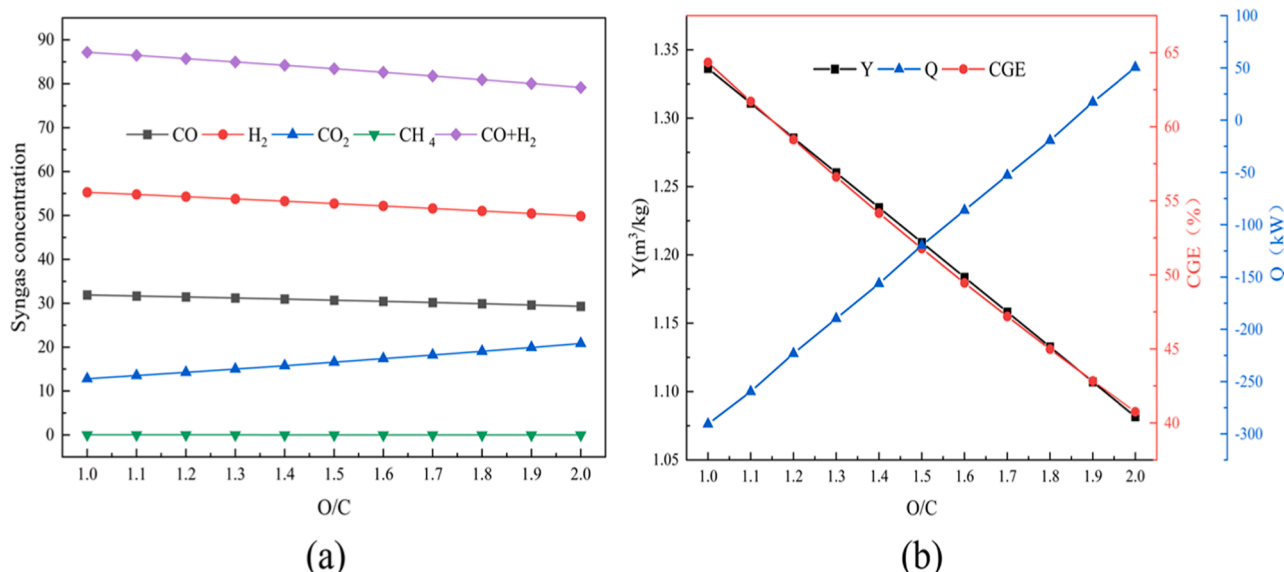 (a)
Syngas concentration
90
80
70
60
50
40
30
20
10
0
CO H₂ CO₂ CH₄ CO+H₂
1.0 1.1 1.2 1.3 1.4 1.5 1.6 1.7 1.8 1.9 2.0
O/C
(b)
Y(m³/kg)
1.35
1.30
1.25
1.20
1.15
1.10
1.05
Y Q CGE
1.0 1.1 1.2 1.3 1.4 1.5 1.6 1.7 1.8 1.9 2.0
O/C
65
60
55
50
45
40
CGE（%）
100
50
0
-50
-100
-150
-200
-250
-300
Q（kW）